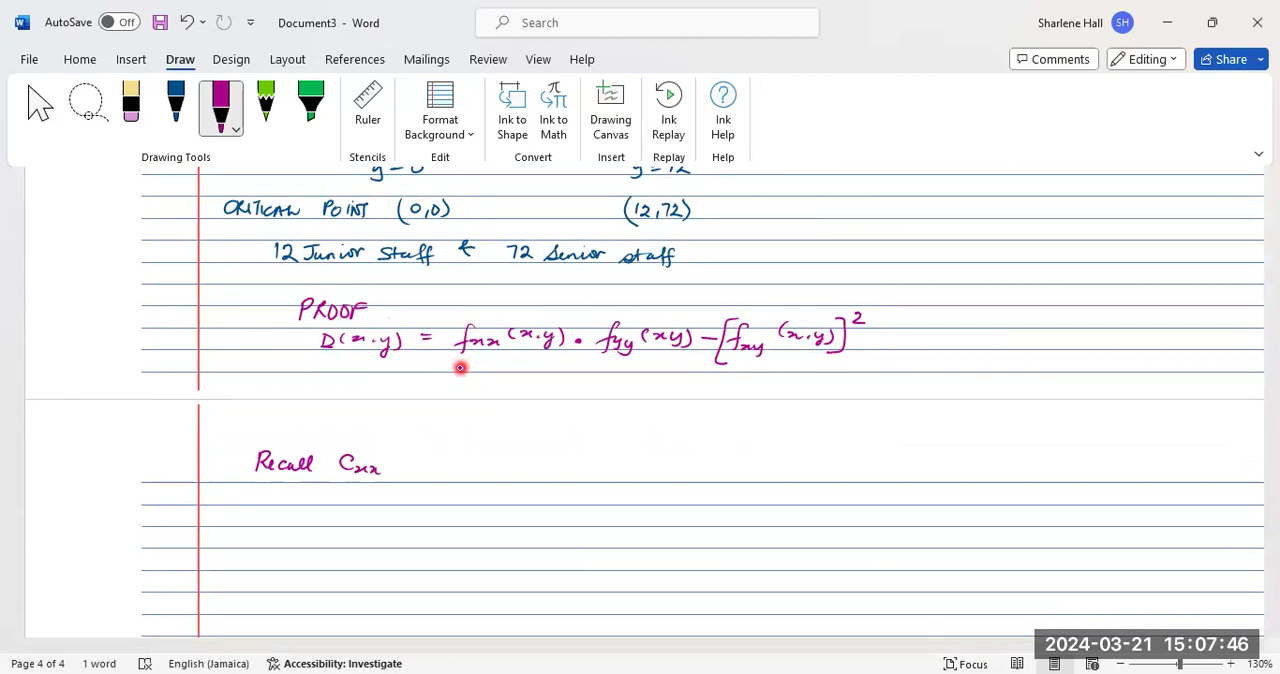 AutoSave Off Document3 - Word Search Sharlene Hall SH
File Home Insert Draw Design Layout References Mailings Review View Help Comments Editing Share
Ruler Format Background Ink to Shape Ink to Math Drawing Canvas Ink Replay Ink Help
Drawing Tools Stencils Edit Convert Insert Replay Help
y = 0 y = 12
CRITICAL POINT (0,0) (12,72)
12 Junior staff & 72 Senior staff
PROOF
D(x.y) = fxx(x.y) • fyy(xy) - [fxy(x.y)]²
Recall Cxx
2024-03-21 15:07:46
Page 4 of 4 1 word English (Jamaica) Accessibility: Investigate Focus 130%